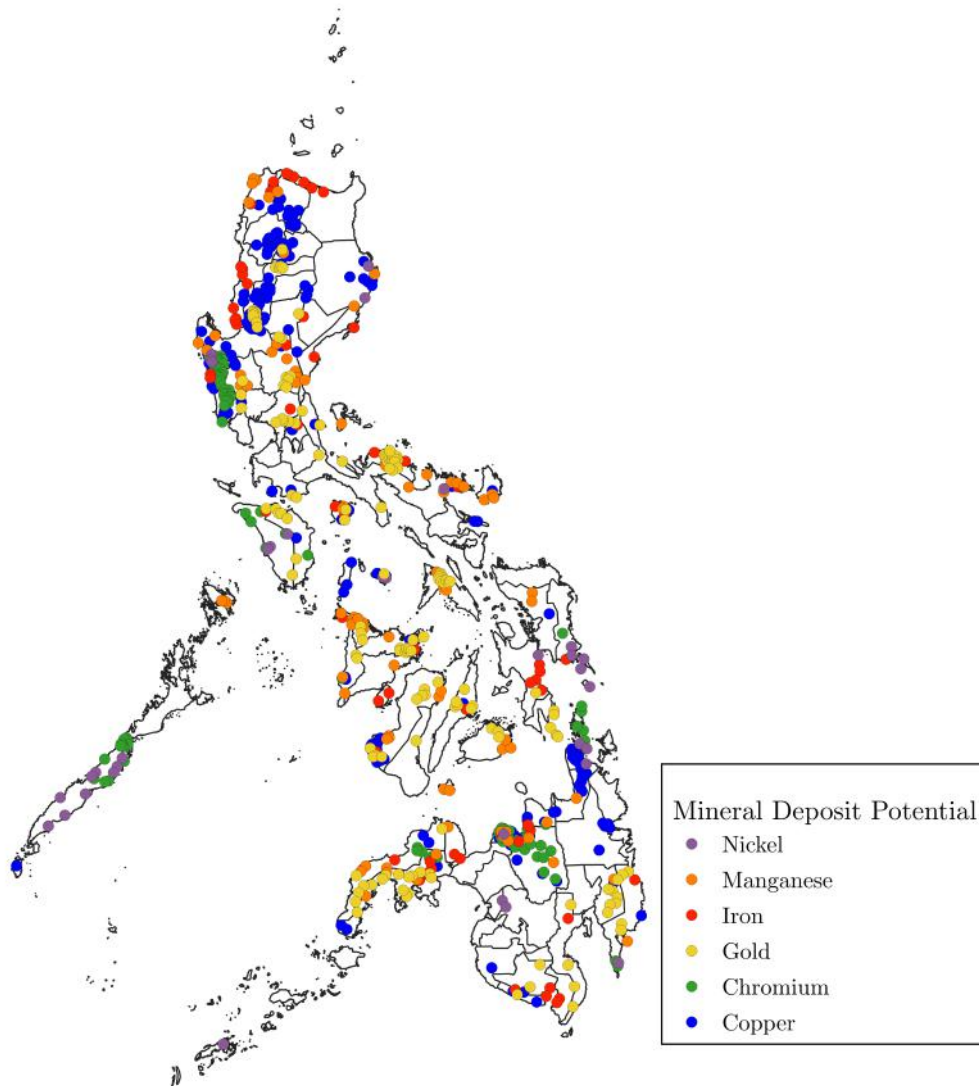 Mineral Deposit Potential
Nickel
Manganese
Iron
Gold
Chromium
Copper